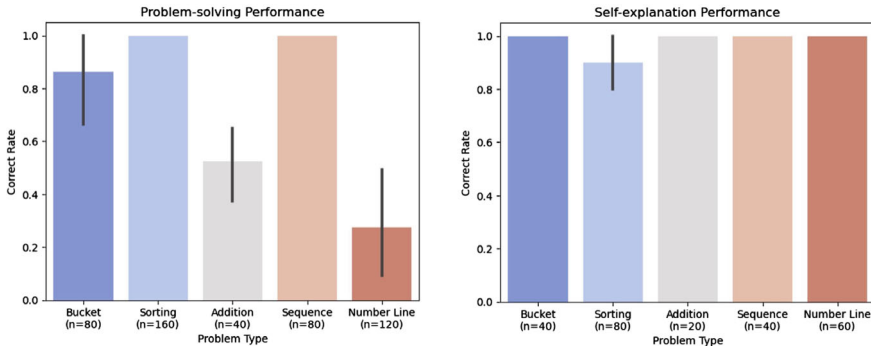 Problem-solving Performance
Correct Rate
1.0
0.8
0.6
0.4
0.2
0.0
Bucket Sorting Addition Sequence Number Line
(n=80) (n=160) (n=40) (n=80) (n=120)
Problem Type
Self-explanation Performance
Correct Rate
1.0
0.8
0.6
0.4
0.2
0.0
Bucket Sorting Addition Sequence Number Line
(n=40) (n=80) (n=20) (n=40) (n=60)
Problem Type